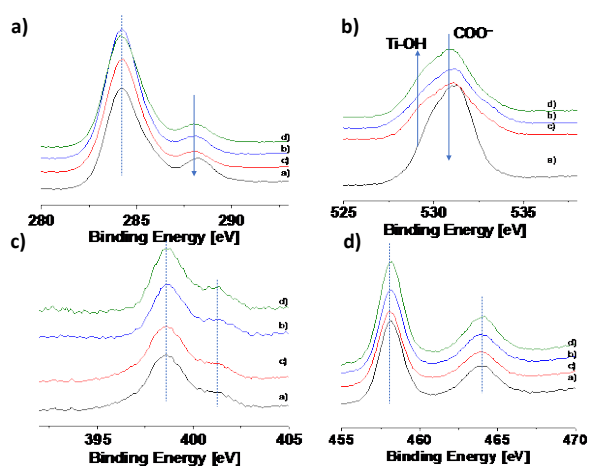 a)
d)
b)
c)
a)
280 285 290
Binding Energy [eV]
b)
Ti-OH
COO⁻
d)
b)
c)
a)
525 530 535
Binding Energy [eV]
c)
d)
b)
c)
a)
395 400 405
Binding Energy [eV]
d)
d)
b)
c)
a)
455 460 465 470
Binding Energy [eV]